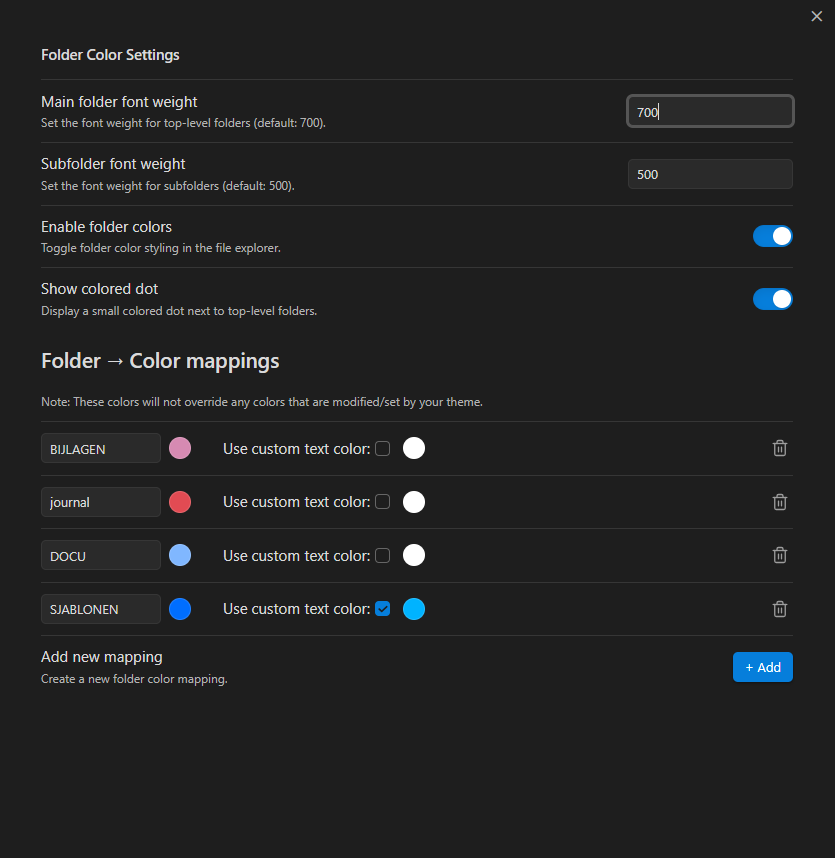 Folder Color Settings
Main folder font weight
Set the font weight for top-level folders (default: 700).
700
Subfolder font weight
Set the font weight for subfolders (default: 500).
500
Enable folder colors
Toggle folder color styling in the file explorer.
Show colored dot
Display a small colored dot next to top-level folders.
Folder → Color mappings
Note: These colors will not override any colors that are modified/set by your theme.
BIJLAGEN Use custom text color:
journal Use custom text color:
DOCU Use custom text color:
SJABLONEN Use custom text color:
Add new mapping
Create a new folder color mapping.
+ Add